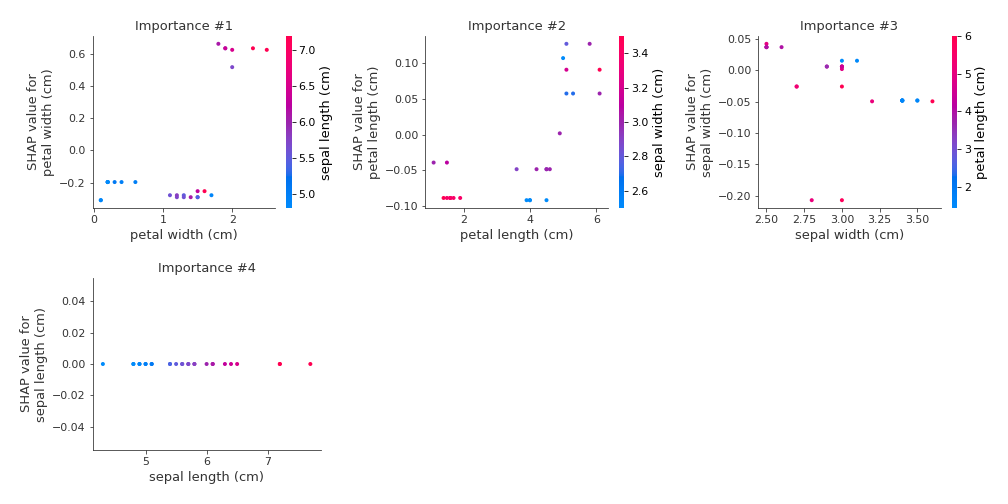 Importance #1
0.6
0.4
0.2
0.0
−0.2
SHAP value for
petal width (cm)
0
1
2
petal width (cm)
7.0
6.5
6.0
5.5
5.0
sepal length (cm)
Importance #2
0.10
0.05
0.00
−0.05
−0.10
SHAP value for
petal length (cm)
2
4
6
petal length (cm)
3.4
3.2
3.0
2.8
2.6
sepal width (cm)
Importance #3
0.05
0.00
−0.05
−0.10
−0.15
−0.20
SHAP value for
sepal width (cm)
2.50
2.75
3.00
3.25
3.50
sepal width (cm)
6
5
4
3
2
petal length (cm)
Importance #4
0.04
0.02
0.00
−0.02
−0.04
SHAP value for
sepal length (cm)
5
6
7
sepal length (cm)